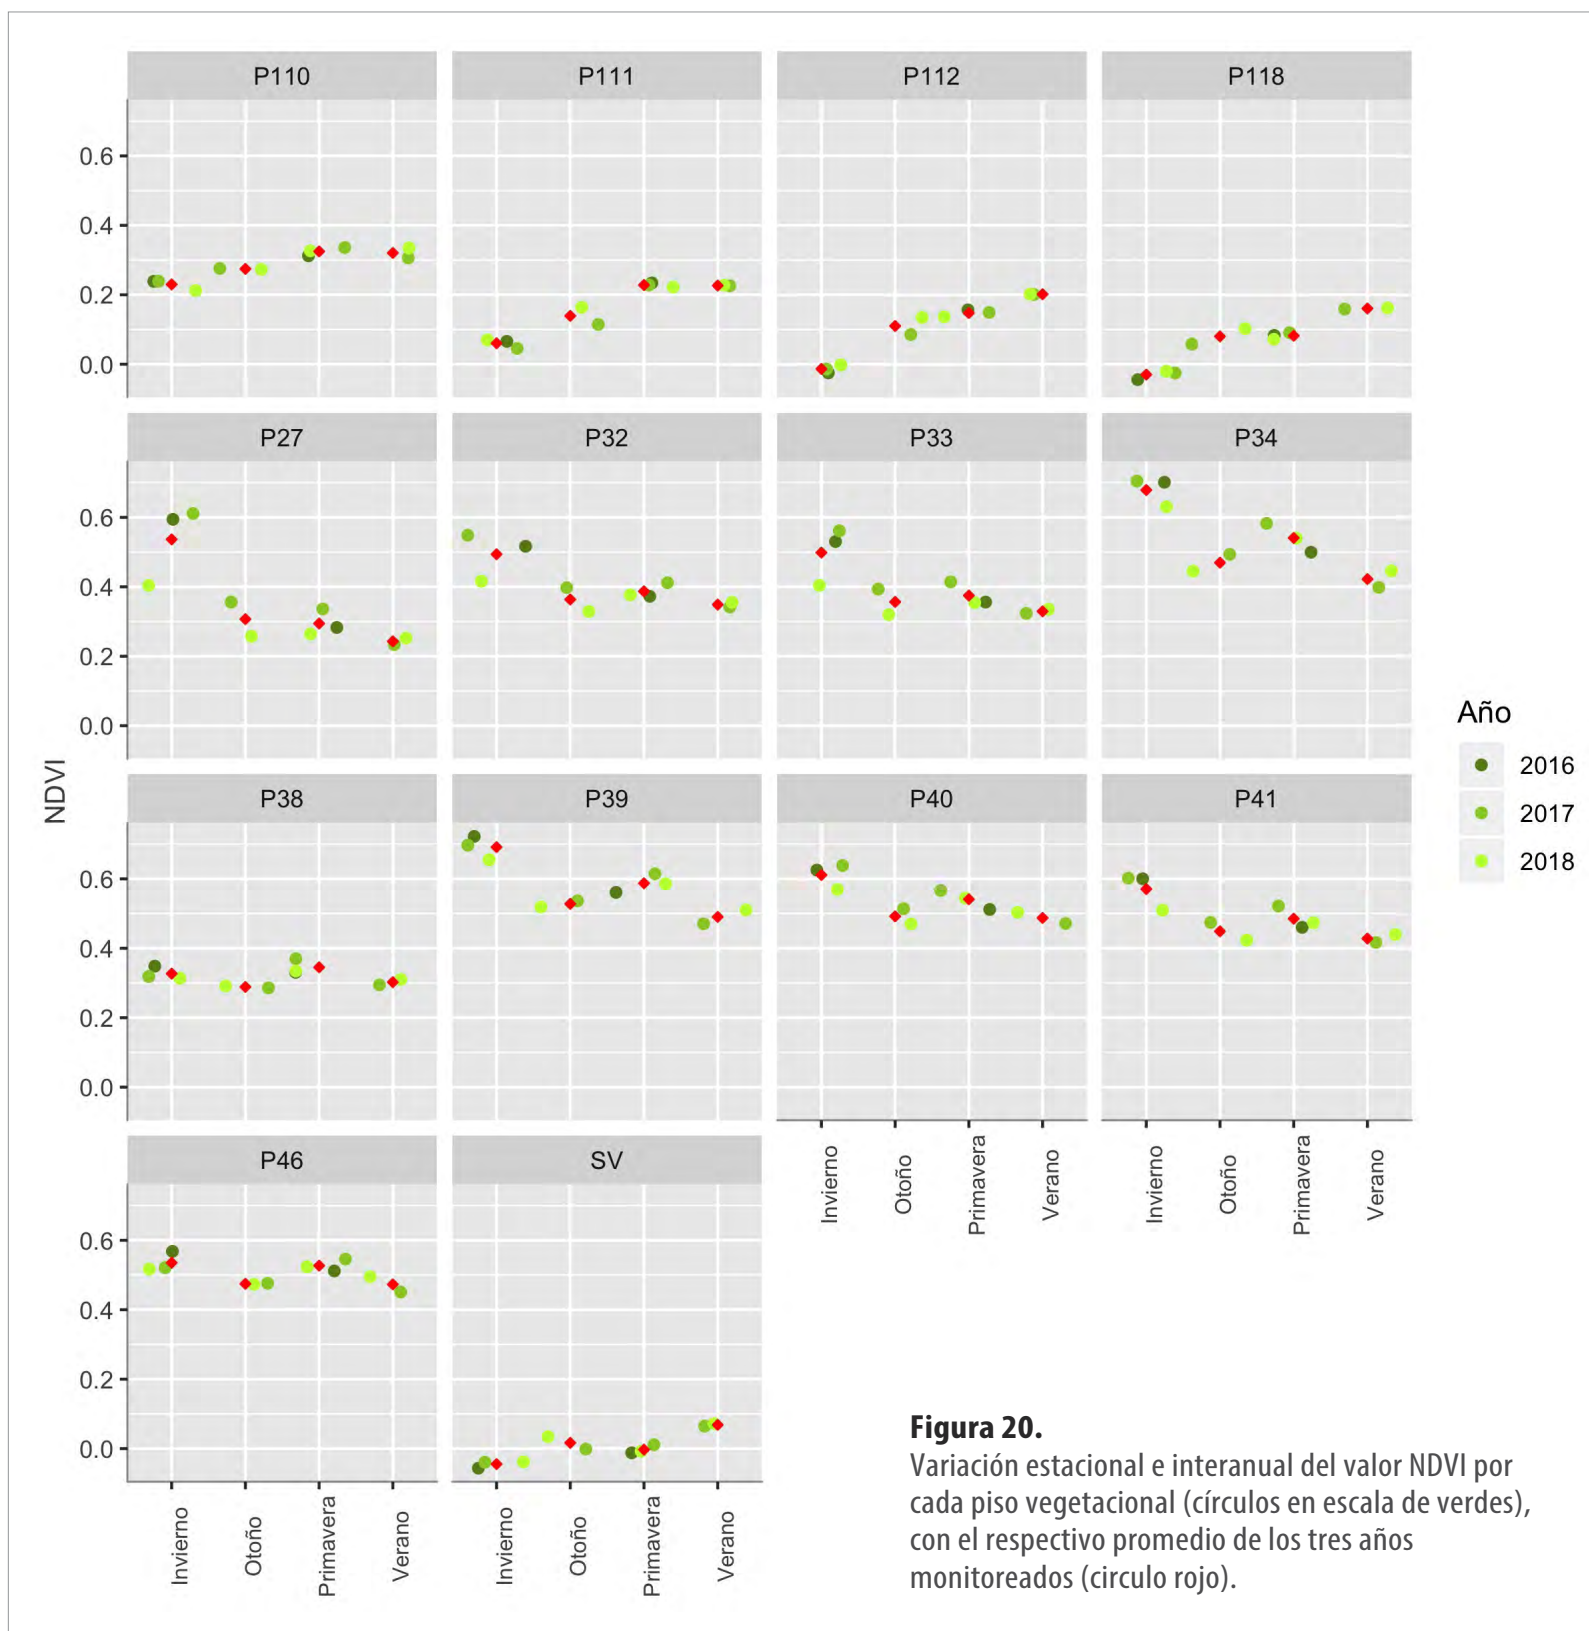 P110 P111 P112 P118
0.6
0.4
0.2
0.0
P27 P32 P33 P34
0.6
0.4
0.2
0.0
NDVI
P38 P39 P40 P41
0.6
0.4
0.2
0.0
Invierno Otoño Primavera Verano Invierno Otoño Primavera Verano
P46 SV
0.6
0.4
0.2
0.0
Invierno Otoño Primavera Verano Invierno Otoño Primavera Verano
Año
2016
2017
2018
Figura 20.
Variación estacional e interanual del valor NDVI por
cada piso vegetacional (círculos en escala de verdes),
con el respectivo promedio de los tres años
monitoreados (circulo rojo).